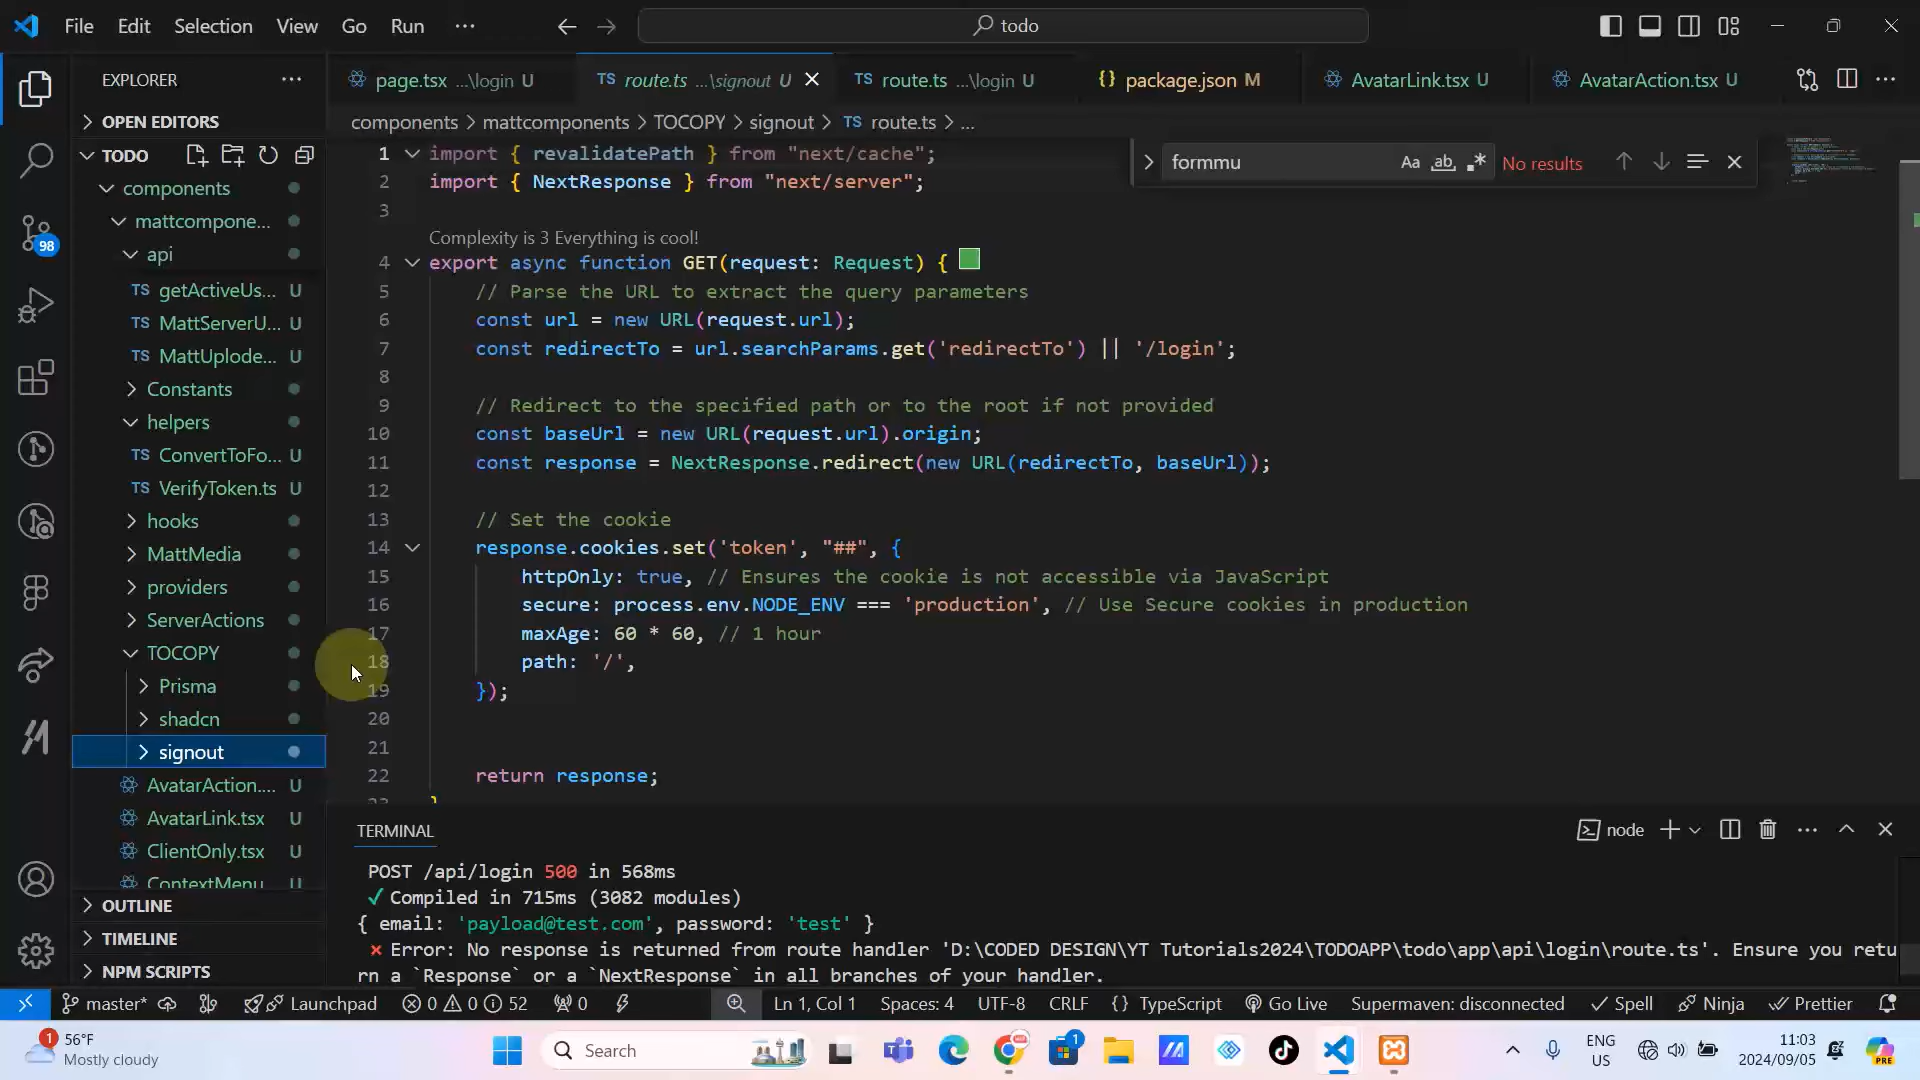 File Edit Selection View Go Run ··· todo
EXPLORER
page.tsx ...\login U
route.ts ...\signout U
route.ts ...\login U
package.json M
AvatarLink.tsx U
AvatarAction.tsx U
components > mattcomponents > TOCOPY > signout > TS route.ts > ...
formmu
No results
OPEN EDITORS
TODO
components
mattcompone...
api
TS getActiveUs... U
TS MattServerU... U
TS MattUplode... U
Constants
helpers
TS ConvertToFo... U
TS VerifyToken.ts U
hooks
MattMedia
providers
ServerActions
TOCOPY
Prisma
shadcn
signout
AvatarAction.... U
AvatarLink.tsx U
ClientOnly.tsx U
ContextMenu U
OUTLINE
TIMELINE
NPM SCRIPTS
98
1 import { revalidatePath } from "next/cache";
2 import { NextResponse } from "next/server";
3
Complexity is 3 Everything is cool!
4 export async function GET(request: Request) {
5 // Parse the URL to extract the query parameters
6 const url = new URL(request.url);
7 const redirectTo = url.searchParams.get('redirectTo') || '/login';
8
9 // Redirect to the specified path or to the root if not provided
10 const baseUrl = new URL(request.url).origin;
11 const response = NextResponse.redirect(new URL(redirectTo, baseUrl));
12
13 // Set the cookie
14 response.cookies.set('token', "##", {
15 httpOnly: true, // Ensures the cookie is not accessible via JavaScript
16 secure: process.env.NODE_ENV === 'production', // Use Secure cookies in production
17 maxAge: 60 * 60, // 1 hour
18 path: '/',
19 });
20
21
22 return response;
23 }
TERMINAL
node
POST /api/login 500 in 568ms
✓ Compiled in 715ms (3082 modules)
{ email: 'payload@test.com', password: 'test' }
× Error: No response is returned from route handler 'D:\CODED DESIGN\YT Tutorials2024\TODOAPP\todo\app\api\login\route.ts'. Ensure you retu
rn a `Response` or a `NextResponse` in all branches of your handler.
master* Launchpad 0 0 52 0 Ln 1, Col 1 Spaces: 4 UTF-8 CRLF {} TypeScript Go Live Supermaven: disconnected Spell Ninja Prettier
1 56°F
Mostly cloudy
Search
1
ENG
US
11:03
2024/09/05
PRE